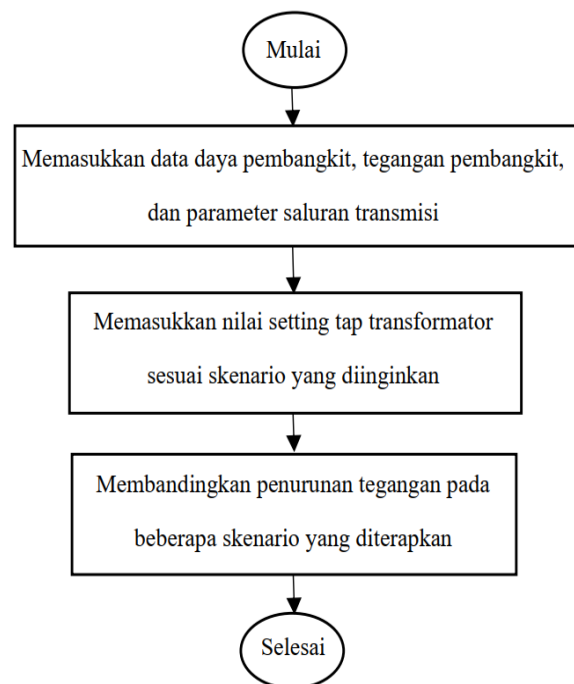 Mulai
Memasukkan data daya pembangkit, tegangan pembangkit,
dan parameter saluran transmisi
Memasukkan nilai setting tap transformator
sesuai skenario yang diinginkan
Membandingkan penurunan tegangan pada
beberapa skenario yang diterapkan
Selesai